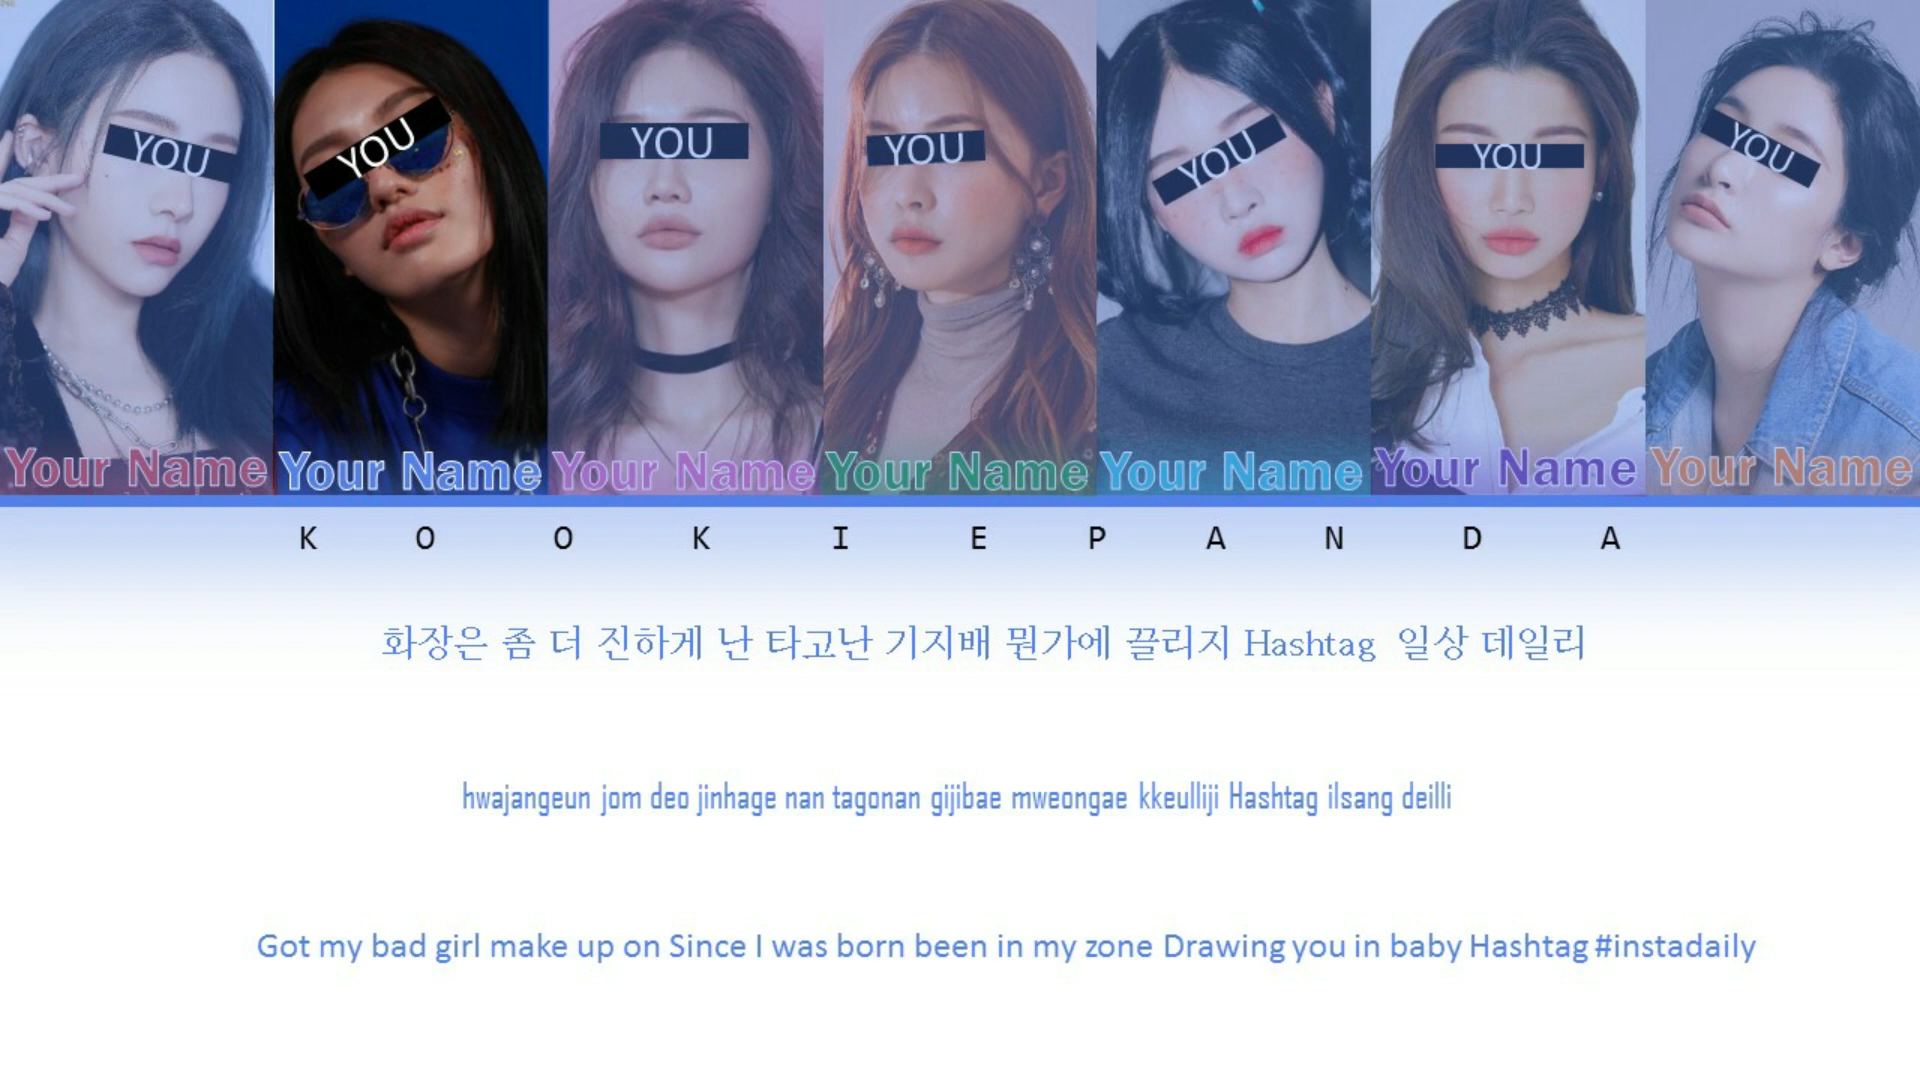 YOU YOU YOU YOU YOU YOU YOU
Your Name Your Name Your Name Your Name Your Name Your Name Your Name
K O O K I E P A N D A
화장은 좀 더 진하게 난 타고난 기지배 뭔가에 끌리지 Hashtag 일상 데일리
hwajangeun jom deo jinhage nan tagonan gijibae mweongae kkeulliji Hashtag ilsang deilli
Got my bad girl make up on Since I was born been in my zone Drawing you in baby Hashtag #instadaily